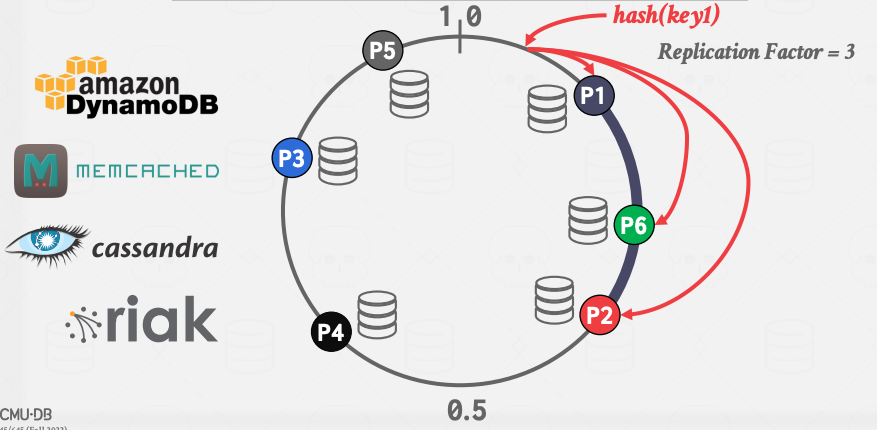 1 0
hash(key1)
Replication Factor = 3
P5
P1
amazon
DynamoDB
P3
MEMCACHED
P6
cassandra
P2
riak
P4
0.5
CMU·DB